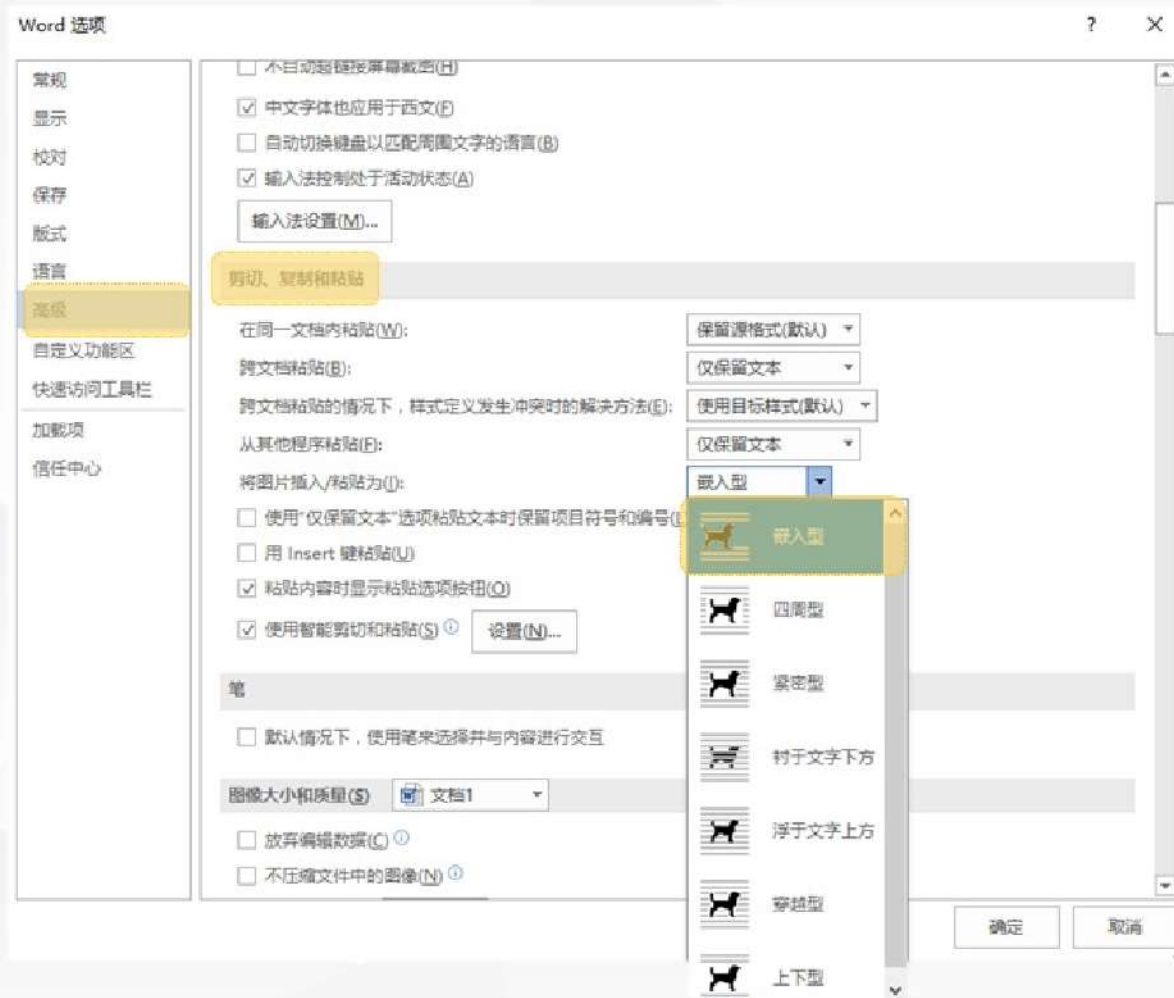 Word 选项
?
×
常规
显示
校对
保存
版式
语言
高级
自定义功能区
快速访问工具栏
加载项
信任中心
不自动超链接屏幕截图(H)
中文字体也应用于西文(F)
自动切换键盘以匹配周围文字的语言(B)
输入法控制处于活动状态(A)
输入法设置(M)...
剪切、复制和粘贴
在同一文档内粘贴(W): 保留源格式(默认)
跨文档粘贴(B): 仅保留文本
跨文档粘贴的情况下，样式定义发生冲突时的解决方法(E): 使用目标样式(默认)
从其他程序粘贴(F): 仅保留文本
将图片插入/粘贴为(I): 嵌入型
使用“仅保留文本”选项粘贴文本时保留项目符号和编号(
用 Insert 键粘贴(U)
粘贴内容时显示粘贴选项按钮(O)
使用智能剪切和粘贴(S) 设置(N)...
嵌入型
四周型
紧密型
衬于文字下方
浮于文字上方
穿越型
上下型
笔
默认情况下，使用笔来选择并与内容进行交互
图像大小和质量(S) 文档1
放弃编辑数据(C)
不压缩文件中的图像(N)
确定
取消